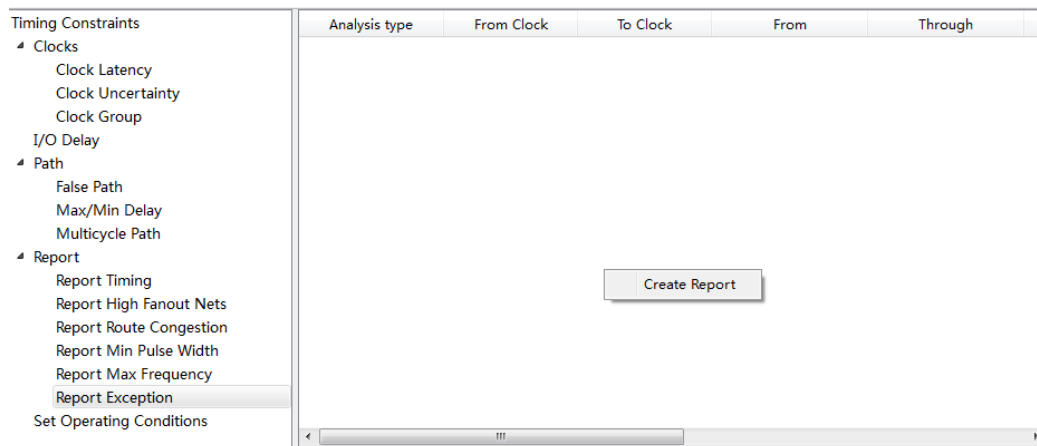 Timing Constraints
Clocks
Clock Latency
Clock Uncertainty
Clock Group
I/O Delay
Path
False Path
Max/Min Delay
Multicycle Path
Report
Report Timing
Report High Fanout Nets
Report Route Congestion
Report Min Pulse Width
Report Max Frequency
Report Exception
Set Operating Conditions
Analysis type From Clock To Clock From Through
Create Report